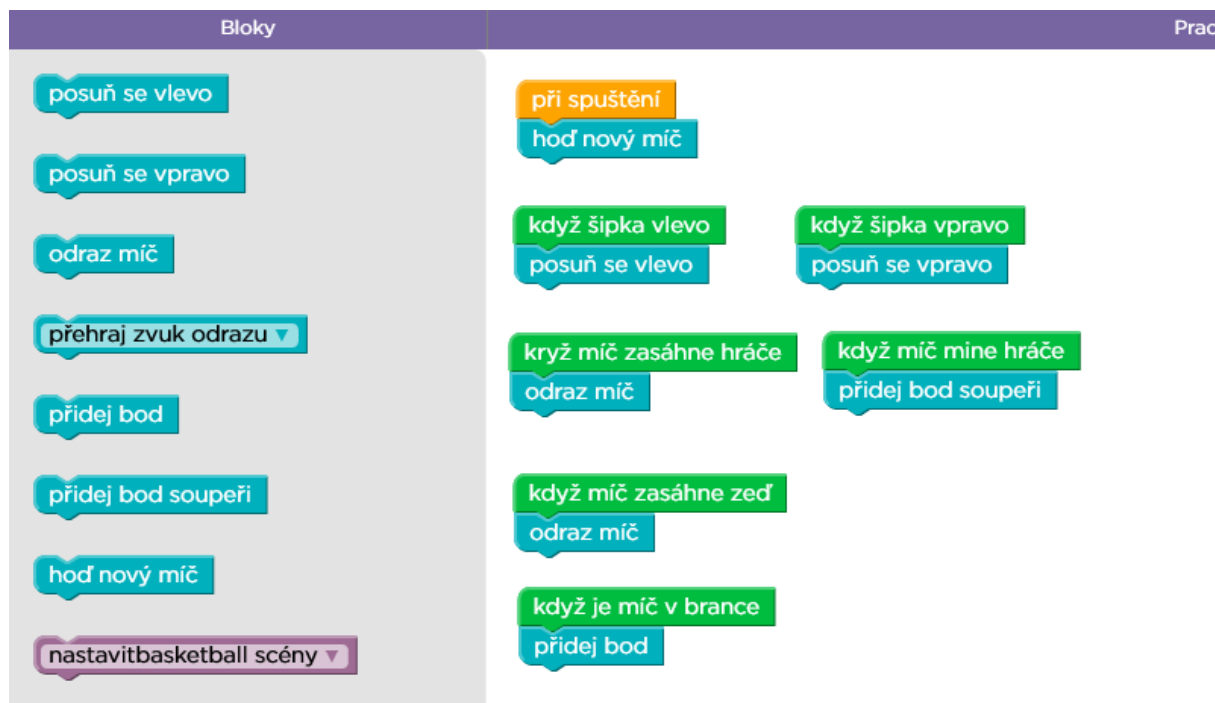 Bloky
Prac
posuň se vlevo
posuň se vpravo
odraz míč
přehraj zvuk odrazu
přidej bod
přidej bod soupeři
hoď nový míč
nastavitbasketball scény
při spuštění
hoď nový míč
když šipka vlevo
posuň se vlevo
když šipka vpravo
posuň se vpravo
kryž míč zasáhne hráče
odraz míč
když míč mine hráče
přidej bod soupeři
když míč zasáhne zeď
odraz míč
když je míč v brance
přidej bod